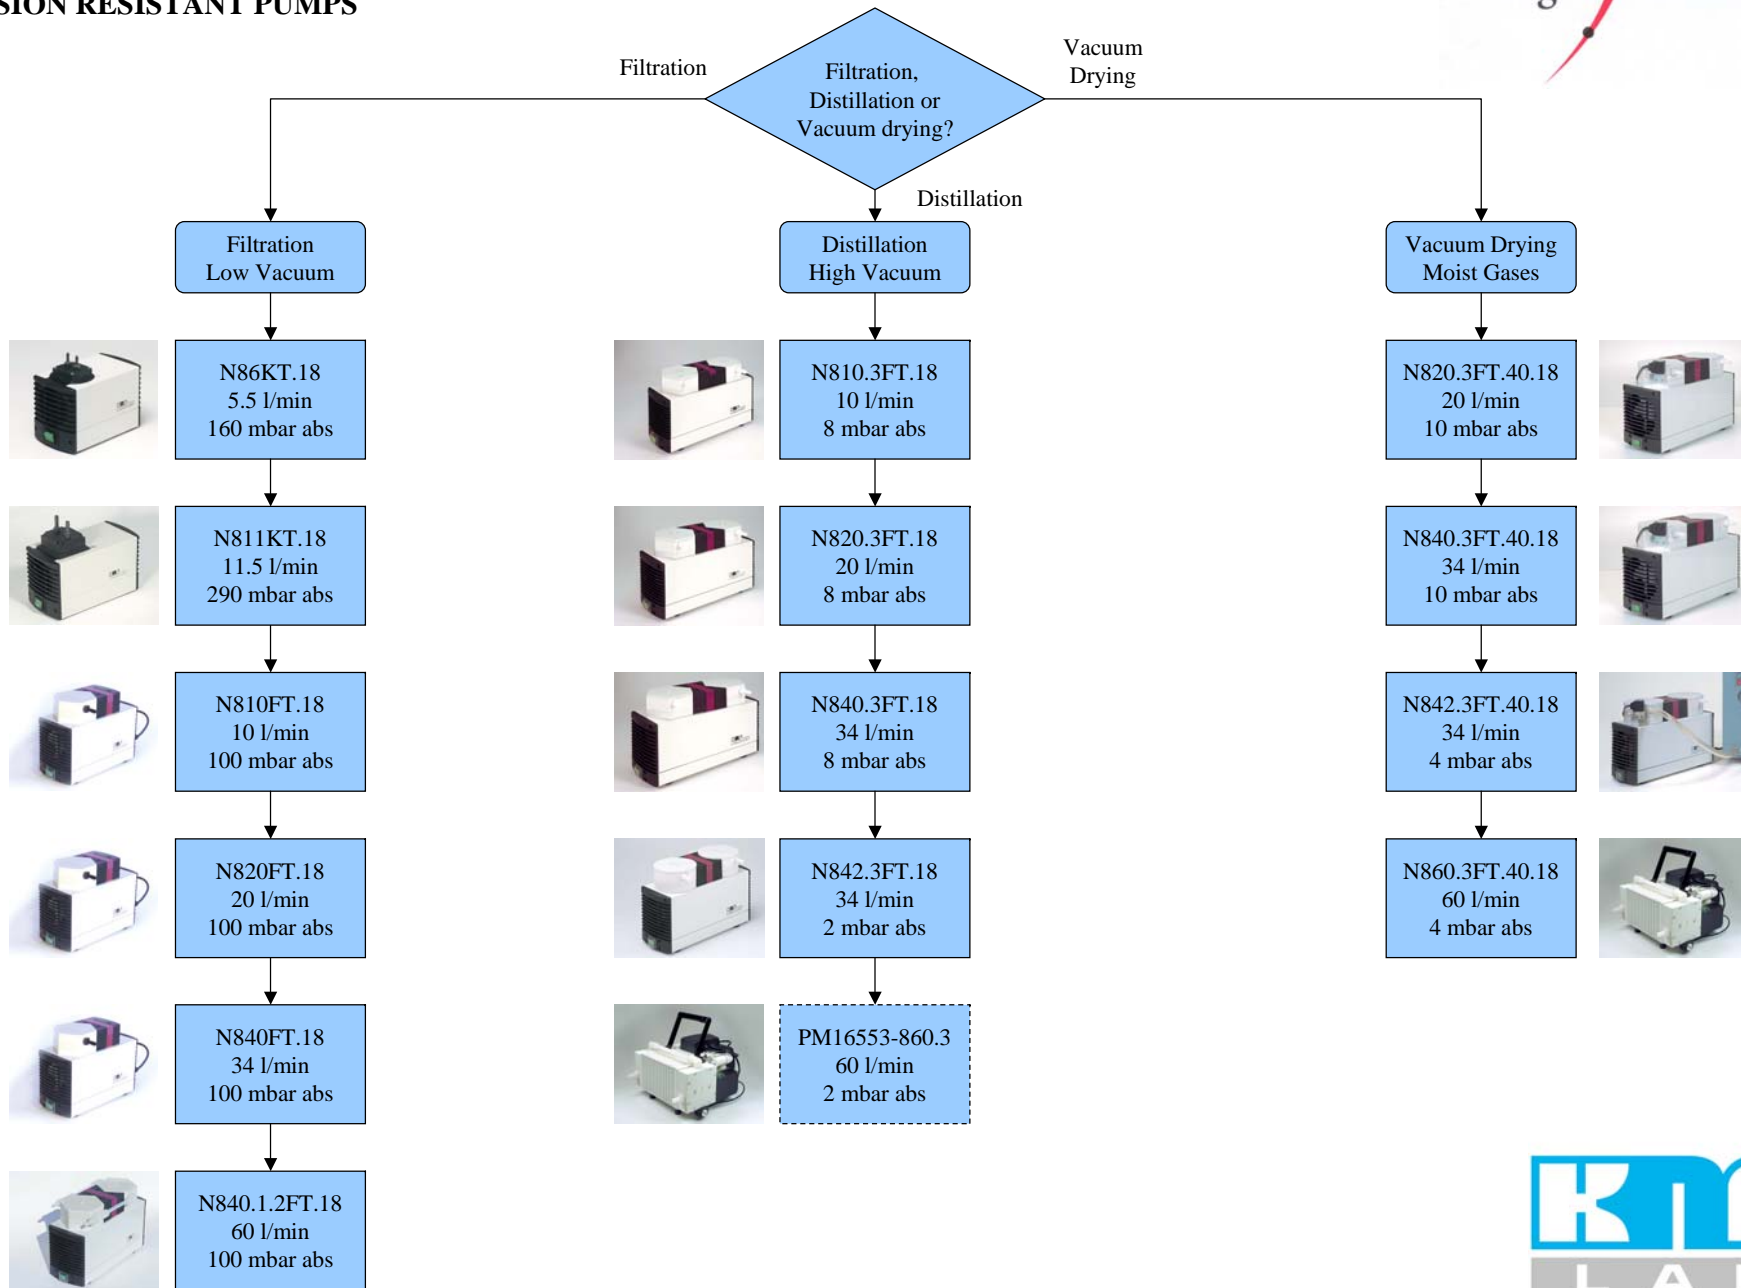 RESISTANT PUMPS
Filtration
Vacuum
Drying
Filtration,
Distillation or
Vacuum drying?
Distillation
Filtration
Low Vacuum
Distillation
High Vacuum
Vacuum Drying
Moist Gases
N86KT.18
5.5 l/min
160 mbar abs
N810.3FT.18
10 l/min
8 mbar abs
N820.3FT.40.18
20 l/min
10 mbar abs
N811KT.18
11.5 l/min
290 mbar abs
N820.3FT.18
20 l/min
8 mbar abs
N840.3FT.40.18
34 l/min
10 mbar abs
N810FT.18
10 l/min
100 mbar abs
N840.3FT.18
34 l/min
8 mbar abs
N842.3FT.40.18
34 l/min
4 mbar abs
N820FT.18
20 l/min
100 mbar abs
N842.3FT.18
34 l/min
2 mbar abs
N860.3FT.40.18
60 l/min
4 mbar abs
N840FT.18
34 l/min
100 mbar abs
PM16553-860.3
60 l/min
2 mbar abs
N840.1.2FT.18
60 l/min
100 mbar abs